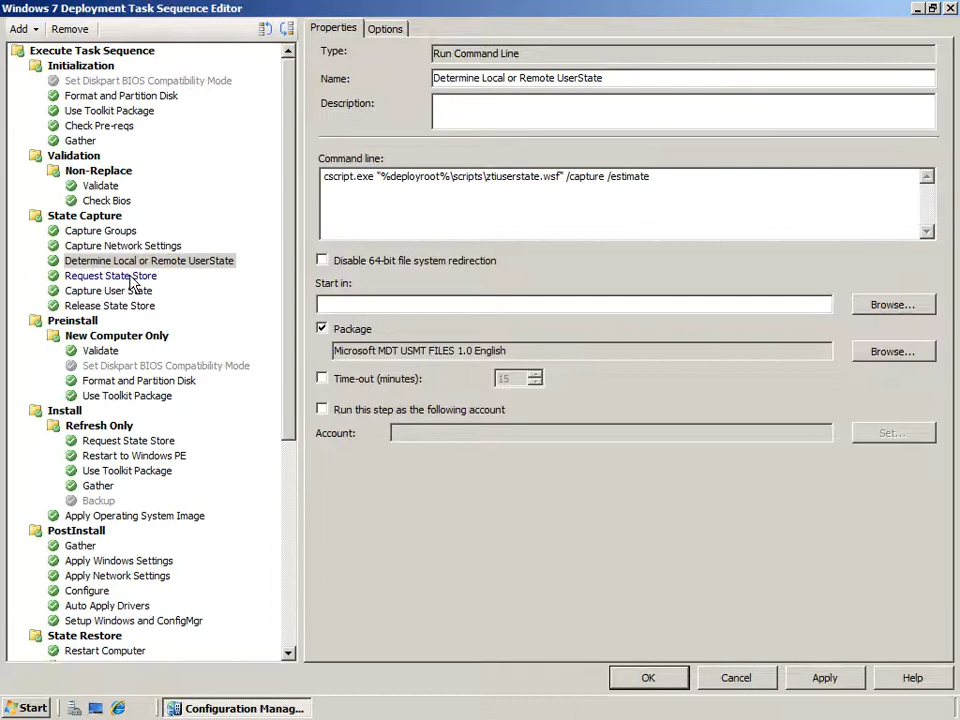 Windows 7 Deployment Task Sequence Editor
Add
Remove
Execute Task Sequence
Initialization
Set Diskpart BIOS Compatibility Mode
Format and Partition Disk
Use Toolkit Package
Check Pre-reqs
Gather
Validation
Non-Replace
Validate
Check Bios
State Capture
Capture Groups
Capture Network Settings
Determine Local or Remote UserState
Request State Store
Capture User State
Release State Store
Preinstall
New Computer Only
Validate
Set Diskpart BIOS Compatibility Mode
Format and Partition Disk
Use Toolkit Package
Install
Refresh Only
Request State Store
Restart to Windows PE
Use Toolkit Package
Gather
Backup
Apply Operating System Image
PostInstall
Gather
Apply Windows Settings
Apply Network Settings
Configure
Auto Apply Drivers
Setup Windows and ConfigMgr
State Restore
Restart Computer
Properties
Options
Type:
Run Command Line
Name:
Determine Local or Remote UserState
Description:
Command line:
cscript.exe "%deployroot%\scripts\ztiuserstate.wsf" /capture /estimate
Disable 64-bit file system redirection
Start in:
Browse...
Package
Microsoft MDT USMT FILES 1.0 English
Browse...
Time-out (minutes):
15
Run this step as the following account
Account:
Set...
OK
Cancel
Apply
Help
Start
Configuration Manag...